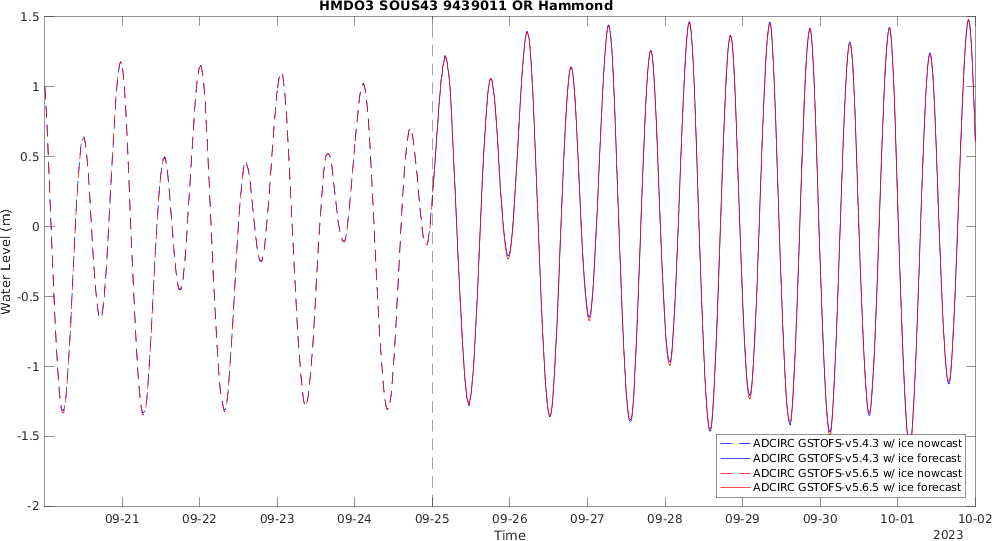 HMDO3 SOUS43 9439011 OR Hammond
1.5
1
0.5
0
-0.5
-1
-1.5
-2
Water Level (m)
ADCIRC GSTOFS-v5.4.3 w/ ice nowcast
ADCIRC GSTOFS-v5.4.3 w/ ice forecast
ADCIRC GSTOFS-v5.6.5 w/ ice nowcast
ADCIRC GSTOFS-v5.6.5 w/ ice forecast
09-21 09-22 09-23 09-24 09-25 09-26 09-27 09-28 09-29 09-30 10-01 10-02
Time
2023